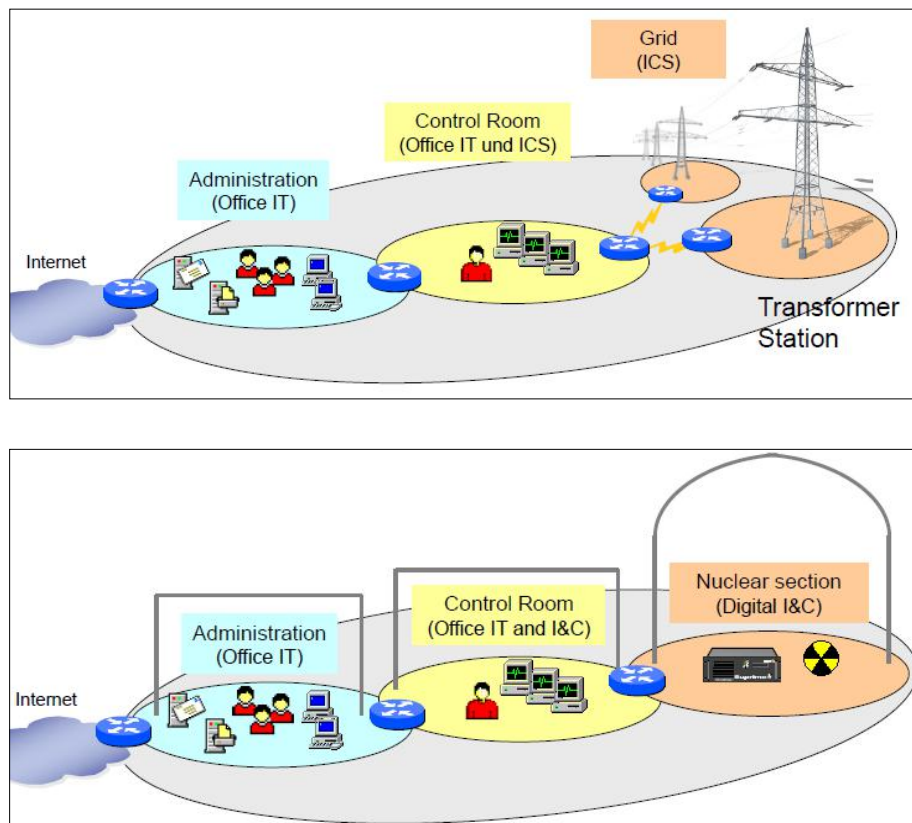 Grid
(ICS)
Control Room
(Office IT und ICS)
Administration
(Office IT)
Internet
Transformer
Station
Nuclear section
(Digital I&C)
Control Room
(Office IT and I&C)
Administration
(Office IT)
Internet